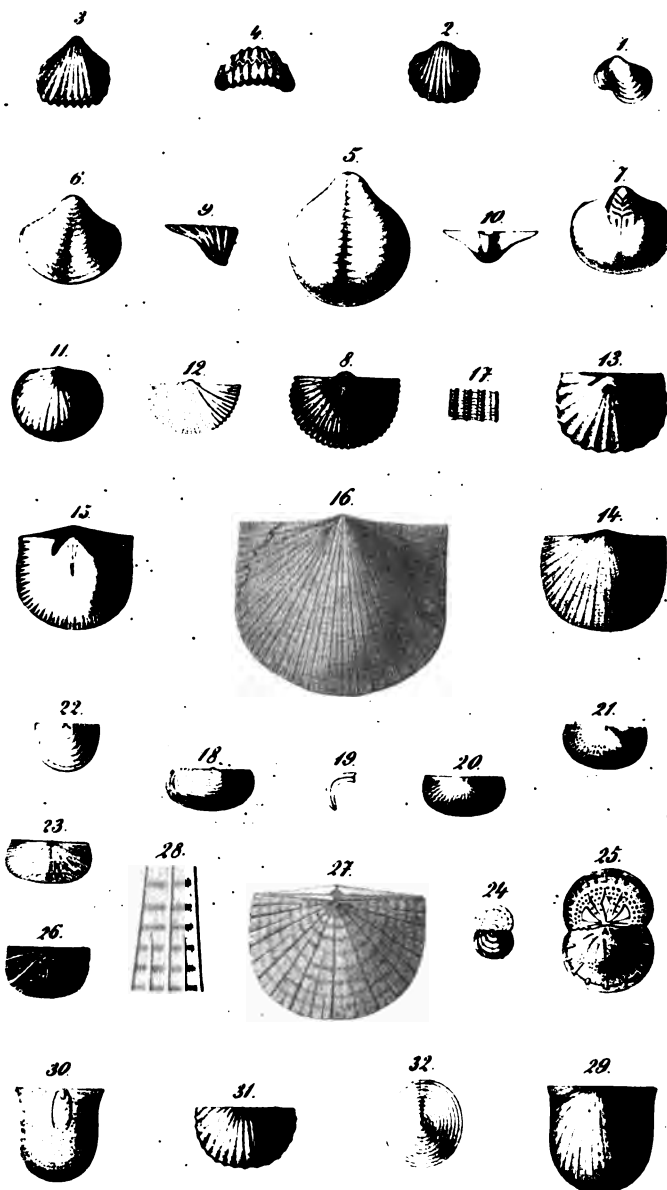 3. 4. 2. 1.
6. 9. 5. 10. 7.
11. 12. 8. 17. 13.
15. 16. 14.
22. 18. 19. 20. 21.
23. 28. 27. 24 25.
26.
30. 31. 32. 29.